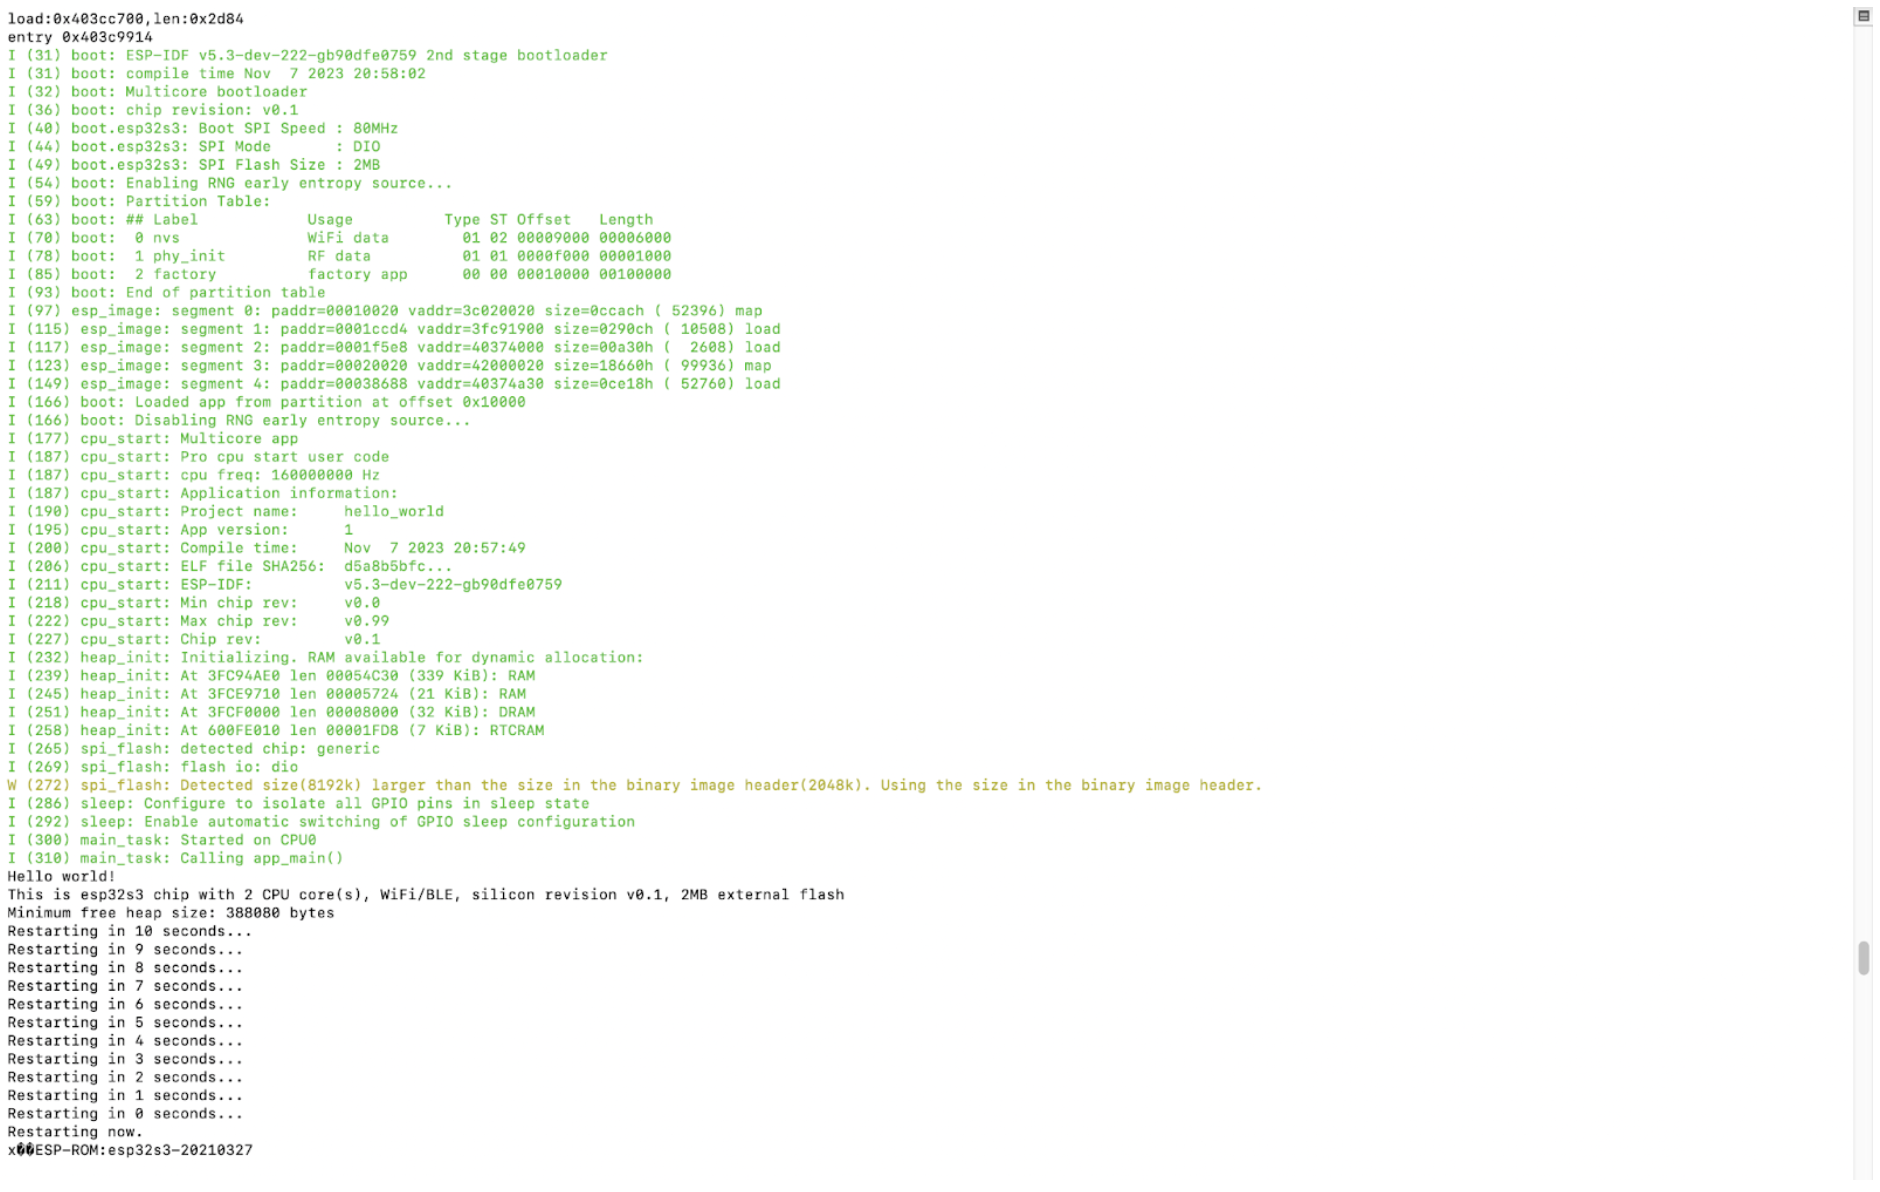 load:0x403cc700,len:0x2d84
entry 0x403c9914
I (31) boot: ESP-IDF v5.3-dev-222-gb90dfe0759 2nd stage bootloader
I (31) boot: compile time Nov  7 2023 20:58:02
I (32) boot: Multicore bootloader
I (36) boot: chip revision: v0.1
I (40) boot.esp32s3: Boot SPI Speed : 80MHz
I (44) boot.esp32s3: SPI Mode       : DIO
I (49) boot.esp32s3: SPI Flash Size : 2MB
I (54) boot: Enabling RNG early entropy source...
I (59) boot: Partition Table:
I (63) boot: ## Label            Usage          Type ST Offset   Length
I (70) boot:  0 nvs              WiFi data        01 02 00009000 00006000
I (78) boot:  1 phy_init         RF data          01 01 0000f000 00001000
I (85) boot:  2 factory          factory app      00 00 00010000 00100000
I (93) boot: End of partition table
I (97) esp_image: segment 0: paddr=00010020 vaddr=3c020020 size=0ccach ( 52396) map
I (115) esp_image: segment 1: paddr=0001ccd4 vaddr=3fc91900 size=0290ch ( 10508) load
I (117) esp_image: segment 2: paddr=0001f5e8 vaddr=40374000 size=00a30h (  2608) load
I (123) esp_image: segment 3: paddr=00020020 vaddr=42000020 size=18660h ( 99936) map
I (149) esp_image: segment 4: paddr=00038688 vaddr=40374a30 size=0ce18h ( 52760) load
I (166) boot: Loaded app from partition at offset 0x10000
I (166) boot: Disabling RNG early entropy source...
I (177) cpu_start: Multicore app
I (187) cpu_start: Pro cpu start user code
I (187) cpu_start: cpu freq: 160000000 Hz
I (187) cpu_start: Application information:
I (190) cpu_start: Project name:     hello_world
I (195) cpu_start: App version:      1
I (200) cpu_start: Compile time:     Nov  7 2023 20:57:49
I (206) cpu_start: ELF file SHA256:  d5a8b5bfc...
I (211) cpu_start: ESP-IDF:          v5.3-dev-222-gb90dfe0759
I (218) cpu_start: Min chip rev:     v0.0
I (222) cpu_start: Max chip rev:     v0.99
I (227) cpu_start: Chip rev:         v0.1
I (232) heap_init: Initializing. RAM available for dynamic allocation:
I (239) heap_init: At 3FC94AE0 len 00054C30 (339 KiB): RAM
I (245) heap_init: At 3FCE9710 len 00005724 (21 KiB): RAM
I (251) heap_init: At 3FCF0000 len 00008000 (32 KiB): DRAM
I (258) heap_init: At 600FE010 len 00001FD8 (7 KiB): RTCRAM
I (265) spi_flash: detected chip: generic
I (269) spi_flash: flash io: dio
W (272) spi_flash: Detected size(8192k) larger than the size in the binary image header(2048k). Using the size in the binary image header.
I (286) sleep: Configure to isolate all GPIO pins in sleep state
I (292) sleep: Enable automatic switching of GPIO sleep configuration
I (300) main_task: Started on CPU0
I (310) main_task: Calling app_main()
Hello world!
This is esp32s3 chip with 2 CPU core(s), WiFi/BLE, silicon revision v0.1, 2MB external flash
Minimum free heap size: 388080 bytes
Restarting in 10 seconds...
Restarting in 9 seconds...
Restarting in 8 seconds...
Restarting in 7 seconds...
Restarting in 6 seconds...
Restarting in 5 seconds...
Restarting in 4 seconds...
Restarting in 3 seconds...
Restarting in 2 seconds...
Restarting in 1 seconds...
Restarting in 0 seconds...
Restarting now.
x��ESP-ROM:esp32s3-20210327